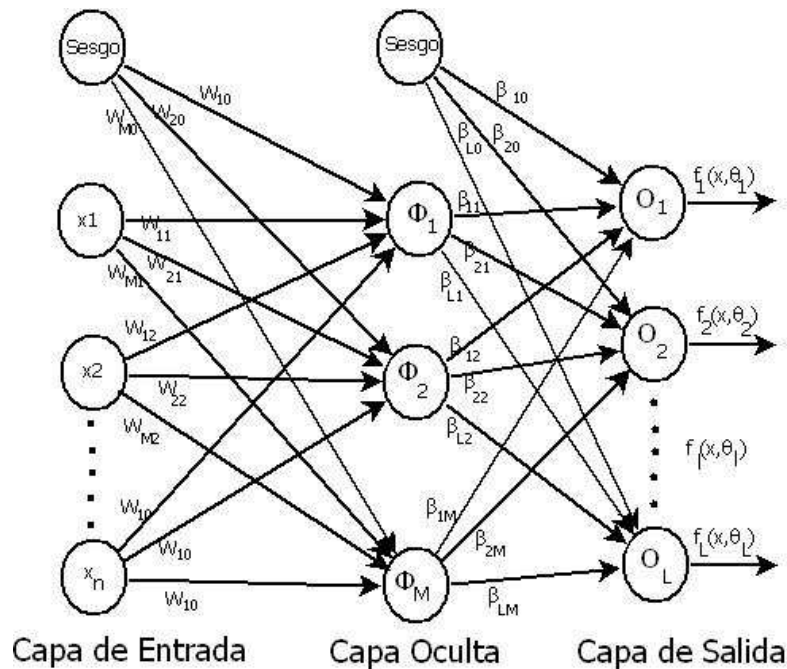 Sesgo
Sesgo
W10
β10
W20
WM0
βL0
β20
f1(x,θ1)
x1
W11
Φ1
β11
O1
W21
WM1
β21
βL1
f2(x,θ2)
W12
β12
O2
x2
W22
Φ2
β22
WM2
βL2
fl(x,θl)
W10
β1M
W10
β2M
fL(x,θL)
xn
W10
ΦM
βLM
OL
Capa de Entrada
Capa Oculta
Capa de Salida